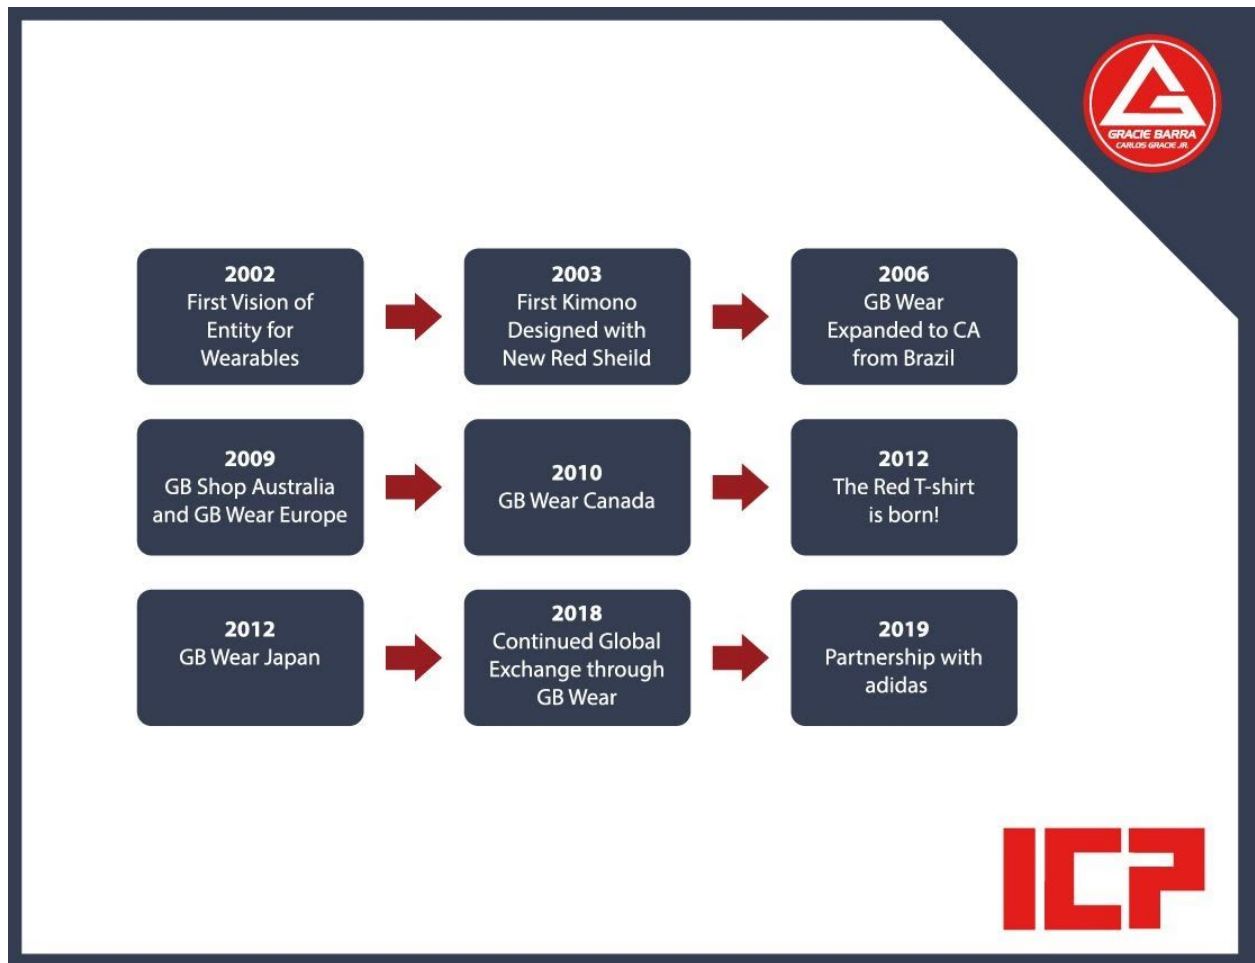 GRACIE BARRA
CARLOS GRACIE JR.
2002
First Vision of
Entity for
Wearables
2003
First Kimono
Designed with
New Red Sheild
2006
GB Wear
Expanded to CA
from Brazil
2009
GB Shop Australia
and GB Wear Europe
2010
GB Wear Canada
2012
The Red T-shirt
is born!
2012
GB Wear Japan
2018
Continued Global
Exchange through
GB Wear
2019
Partnership with
adidas
ICP